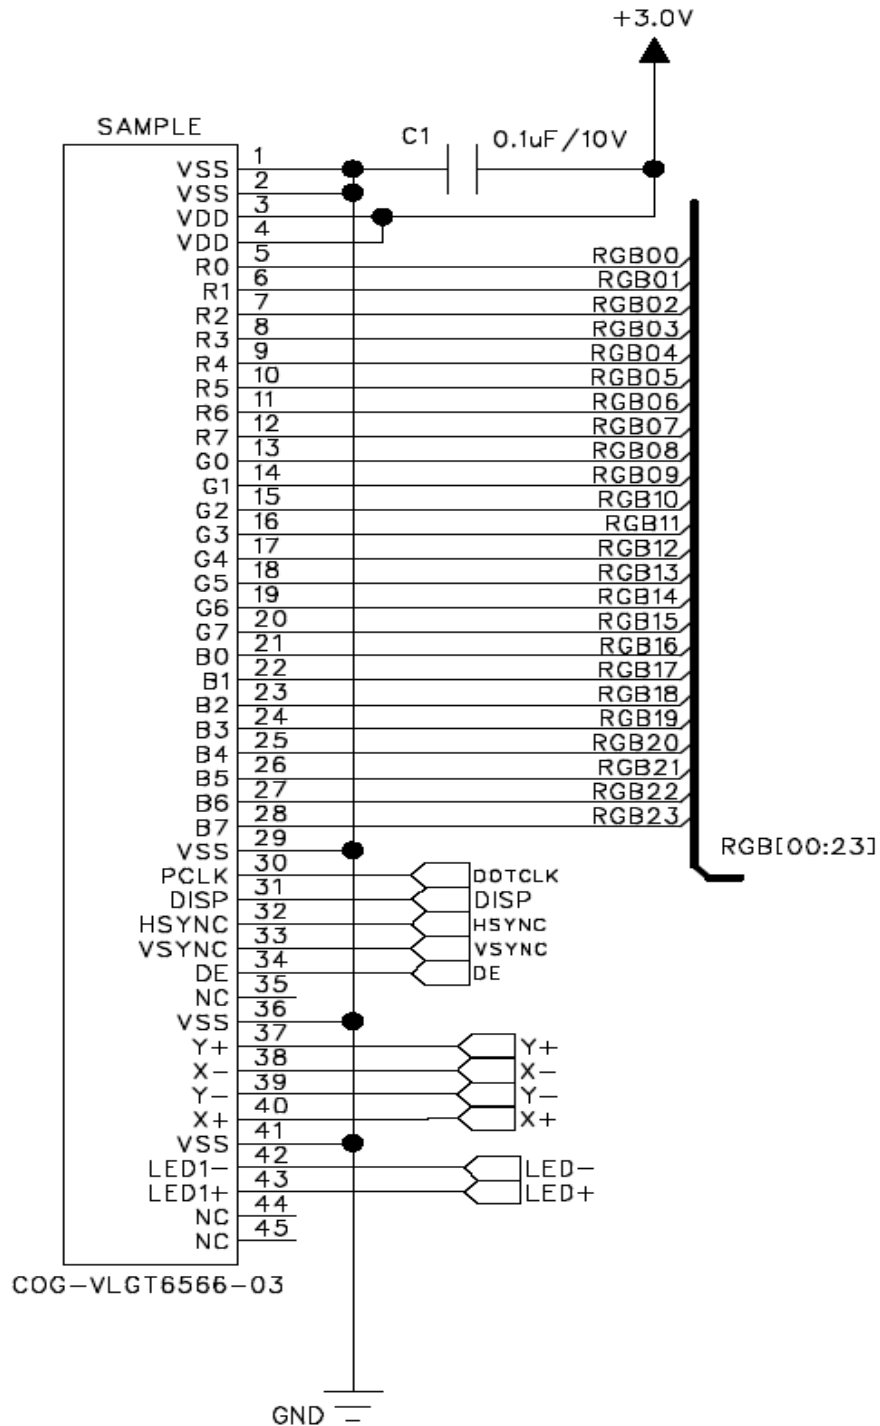 +3.0V
SAMPLE
C1 0.1uF/10V
VSS 1
VSS 2
VDD 3
VDD 4
R0 5 RGB00
R1 6 RGB01
R2 7 RGB02
R3 8 RGB03
R4 9 RGB04
R5 10 RGB05
R6 11 RGB06
R7 12 RGB07
G0 13 RGB08
G1 14 RGB09
G2 15 RGB10
G3 16 RGB11
G4 17 RGB12
G5 18 RGB13
G6 19 RGB14
G7 20 RGB15
B0 21 RGB16
B1 22 RGB17
B2 23 RGB18
B3 24 RGB19
B4 25 RGB20
B5 26 RGB21
B6 27 RGB22
B7 28 RGB23
VSS 29 RGB[00:23]
PCLK 30 DOTCLK
DISP 31 DISP
HSYNC 32 HSYNC
VSYNC 33 VSYNC
DE 34 DE
NC 35
VSS 36
Y+ 37 Y+
X- 38 X-
Y- 39 Y-
X+ 40 X+
VSS 41
LED1- 42 LED-
LED1+ 43 LED+
NC 44
NC 45
COG-VLGT6566-03
GND